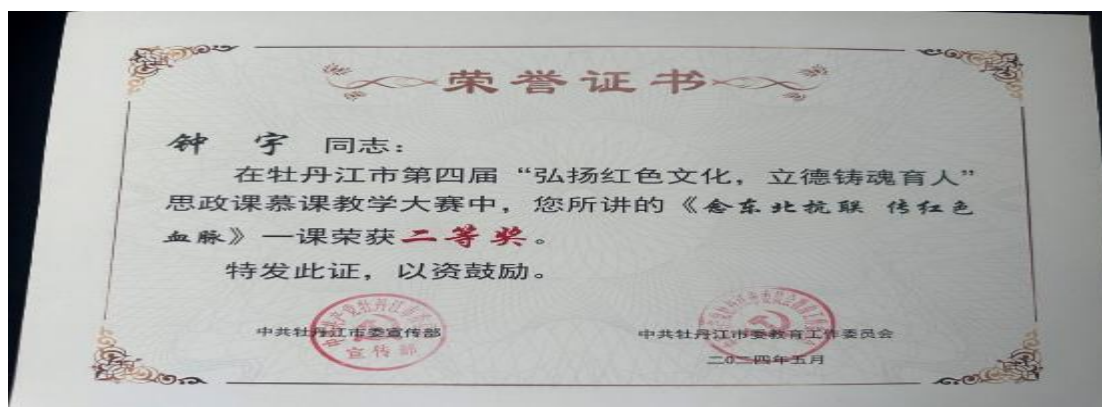 荣誉证书
钟 宇 同志：
在牡丹江市第四届“弘扬红色文化，立德铸魂育人”
思政课慕课教学大赛中，您所讲的《念东北抗联 传红色
血脉》一课荣获二等奖。
特发此证，以资鼓励。
中共牡丹江市委宣传部 中共牡丹江市委教育工作委员会
宣传部
二〇二四年五月